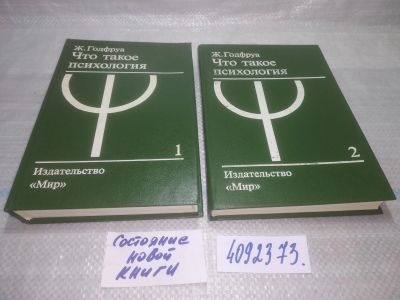 Ж. Годфруа
Что такое
психология
1
Издательство
«Мир»
Ж. Годфруа
Что такое
психология
2
Издательство
«Мир»
Состояние
новой
книги
4092373.